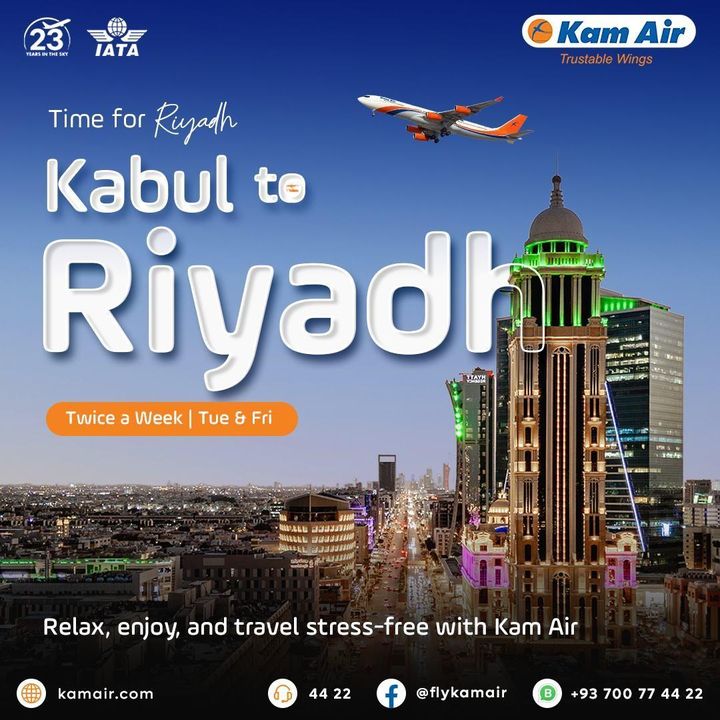 23
YEARS IN THE SKY
IATA
Kam Air
Trustable Wings
Time for Riyadh
Kabul to
Riyadh
Twice a Week | Tue & Fri
HYATT
Relax, enjoy, and travel stress-free with Kam Air
kamair.com
44 22
@flykamair
+93 700 77 44 22